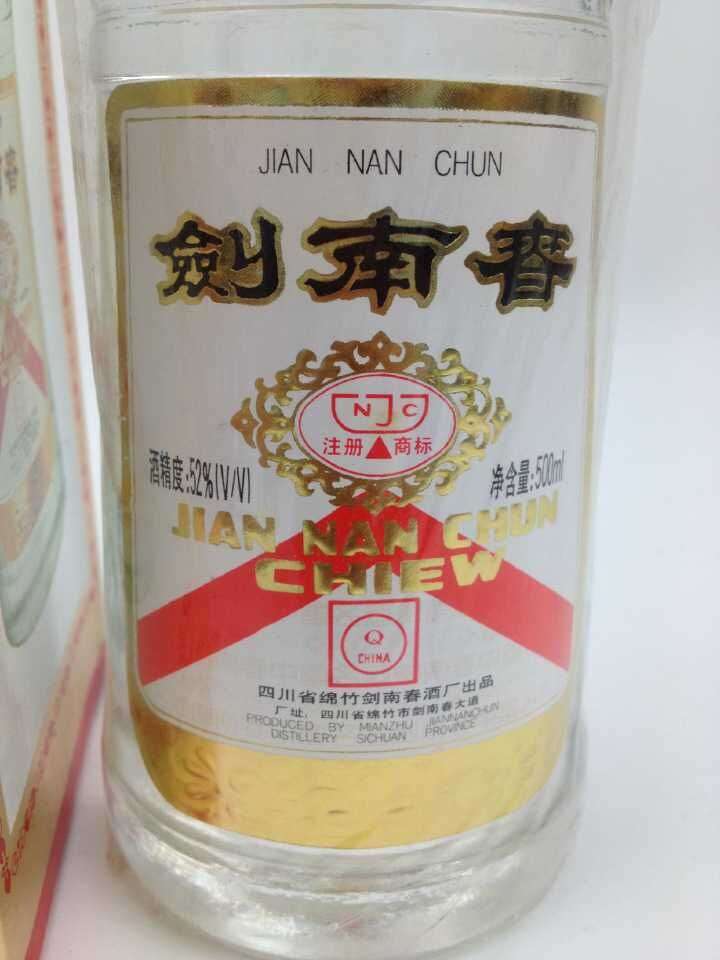 JIAN NAN CHUN
劍南春
NJC
注册 商标
酒精度:52%(V/V)
净含量:500ml
JIAN NAN CHUN
CHIEW
Q
CHINA
四川省绵竹剑南春酒厂出品
厂址: 四川省绵竹市剑南春大道
PRODUCED BY MIANZHU JIANNANCHUN
DISTILLERY SICHUAN PROVINCE